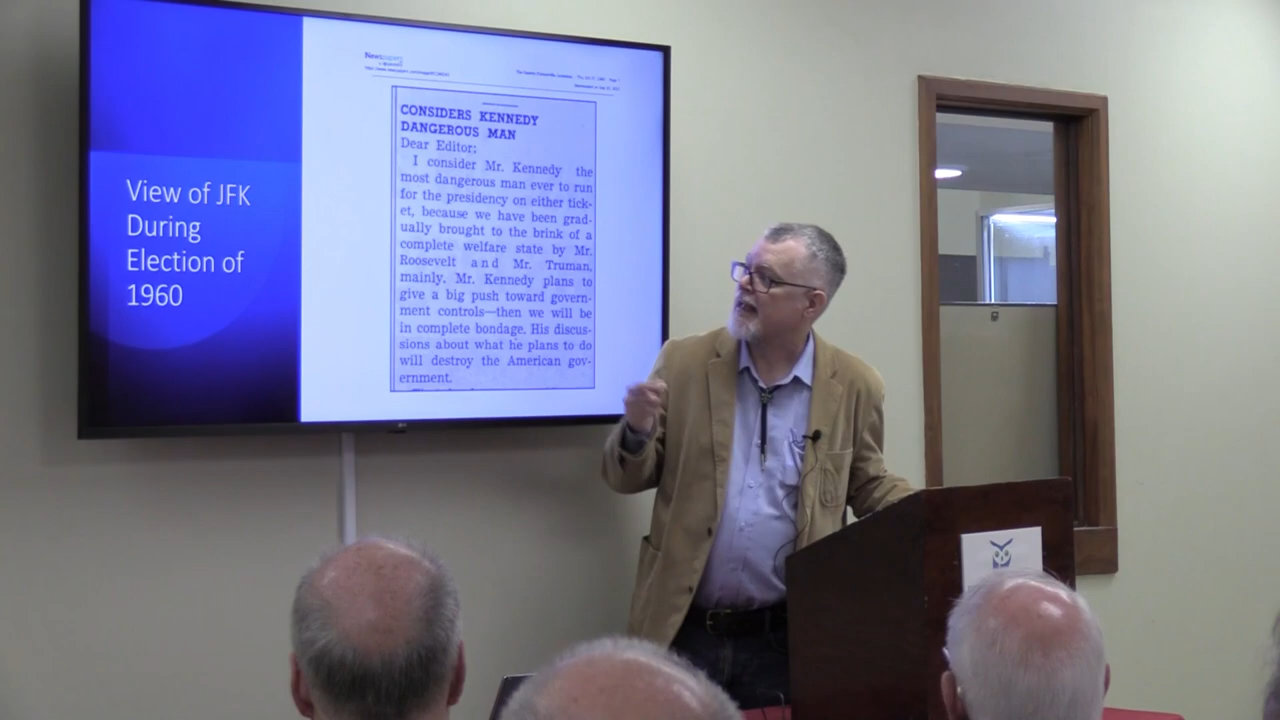 View of JFK
During
Election of
1960
Newspapers
CONSIDERS KENNEDY
DANGEROUS MAN
Dear Editor:
I consider Mr. Kennedy the
most dangerous man ever to run
for the presidency on either tick-
et, because we have been grad-
ually brought to the brink of a
complete welfare state by Mr.
Roosevelt and Mr. Truman,
mainly. Mr. Kennedy plans to
give a big push toward govern-
ment controls—then we will be
in complete bondage. His discus-
sions about what he plans to do
will destroy the American gov-
ernment.